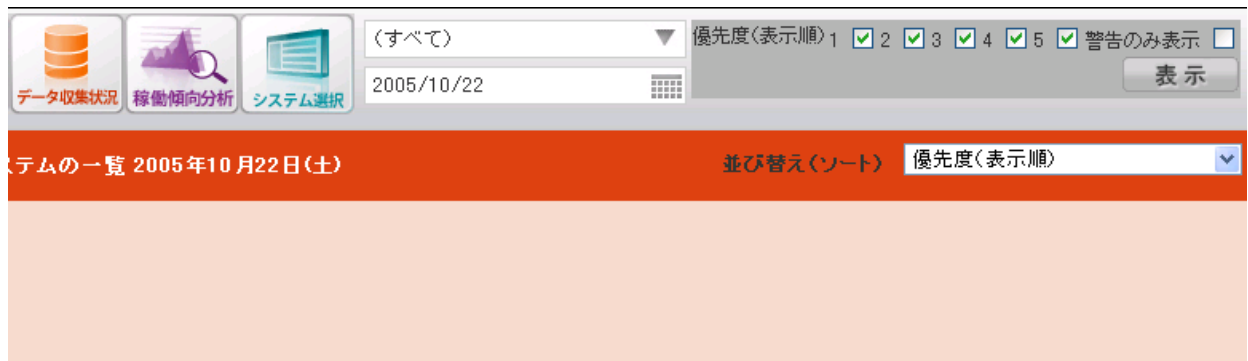 データ収集状況
稼働傾向分析
システム選択
(すべて)
2005/10/22
優先度(表示順) 1 2 3 4 5 警告のみ表示
表示
ステムの一覧 2005年10月22日(土)
並び替え(ソート)
優先度(表示順)